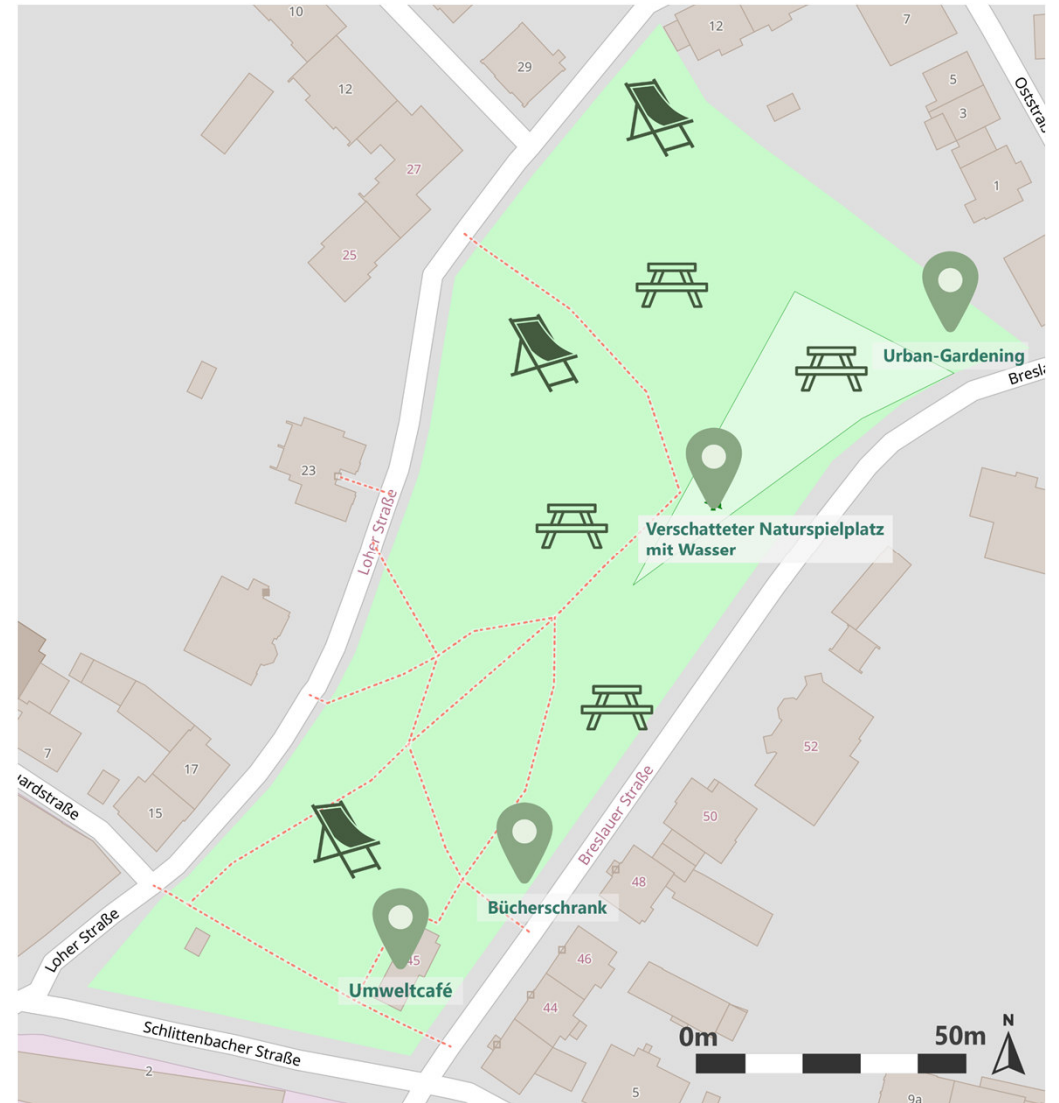 10
12
7
29
12
5
3
Oststraß
27
1
25
Urban-Gardening
Bresla
23
Loher Straße
Verschatteter Naturspielplatz
mit Wasser
7
17
52
uardstraße
15
50
Breslauer Straße
48
Bücherschrank
Loher Straße
45
46
Umweltcafé
44
Schlittenbacher Straße
0m
50m
N
2
5
9a